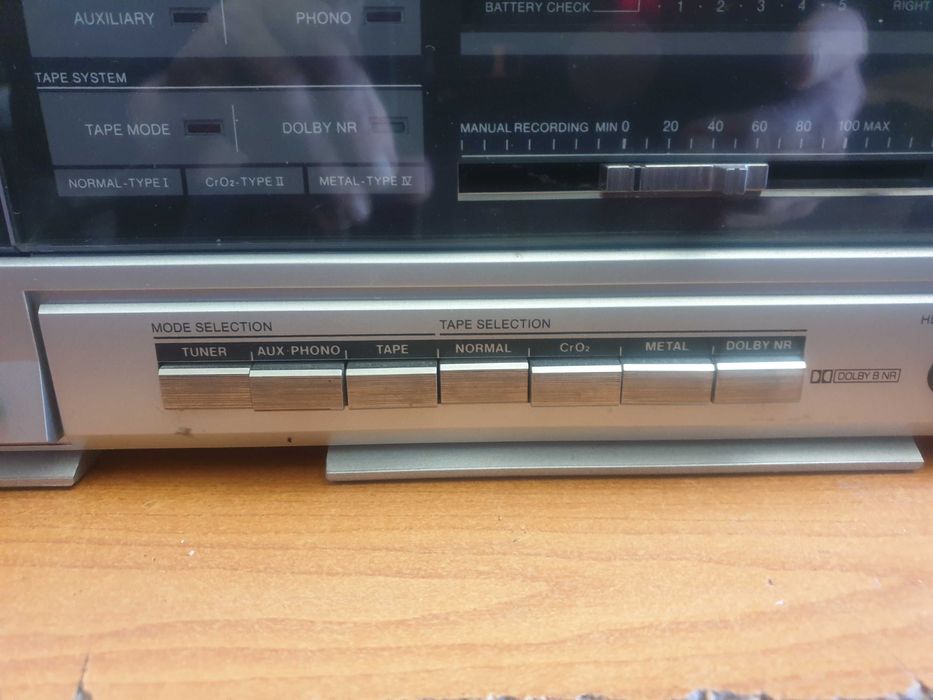 AUXILIARY PHONO
BATTERY CHECK 1 2 3 4 5 RIGHT
TAPE SYSTEM
TAPE MODE DOLBY NR
MANUAL RECORDING MIN 0 20 40 60 80 100 MAX
NORMAL-TYPE I CrO₂-TYPE II METAL-TYPE IV
MODE SELECTION TAPE SELECTION
TUNER AUX·PHONO TAPE NORMAL CrO₂ METAL DOLBY NR
DOLBY B NR